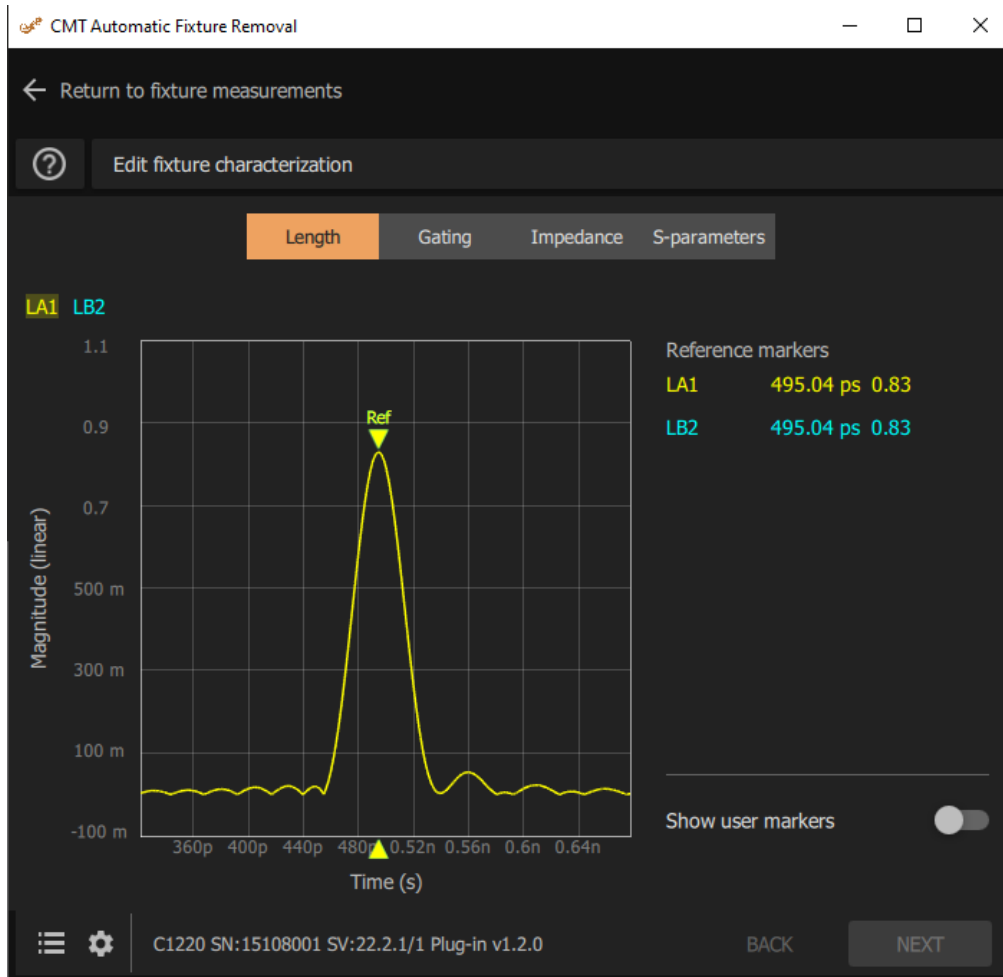 CMT Automatic Fixture Removal
Return to fixture measurements
Edit fixture characterization
Length Gating Impedance S-parameters
LA1 LB2
Reference markers
LA1 495.04 ps 0.83
LB2 495.04 ps 0.83
Magnitude (linear)
1.1
0.9
0.7
500 m
300 m
100 m
-100 m
Ref
360p 400p 440p 480p 0.52n 0.56n 0.6n 0.64n
Time (s)
Show user markers
C1220 SN:15108001 SV:22.2.1/1 Plug-in v1.2.0
BACK NEXT